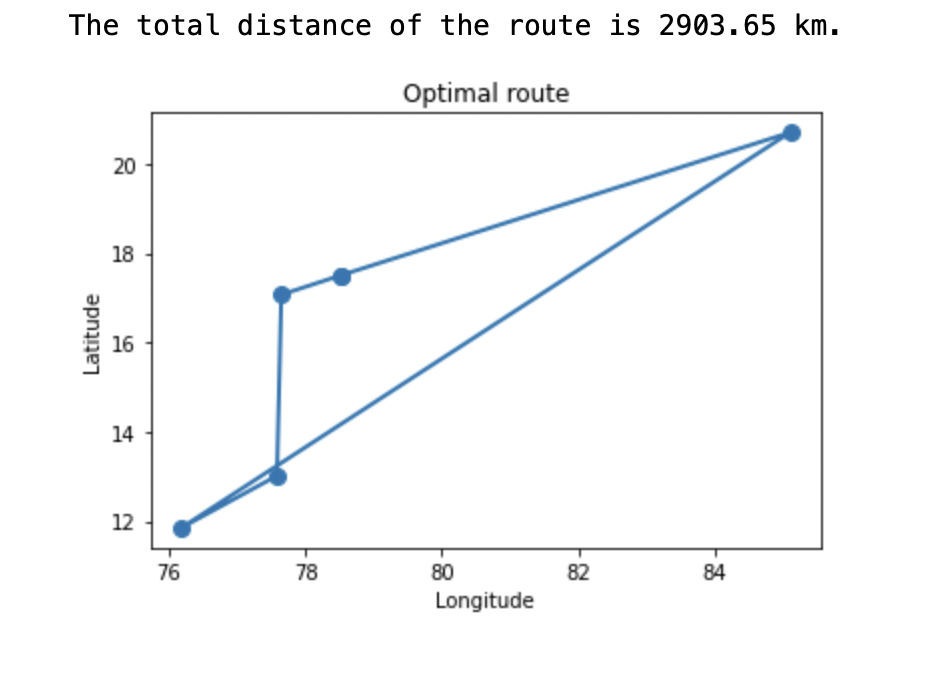 The total distance of the route is 2903.65 km.
Optimal route
20
18
16
14
12
Latitude
76 78 80 82 84
Longitude